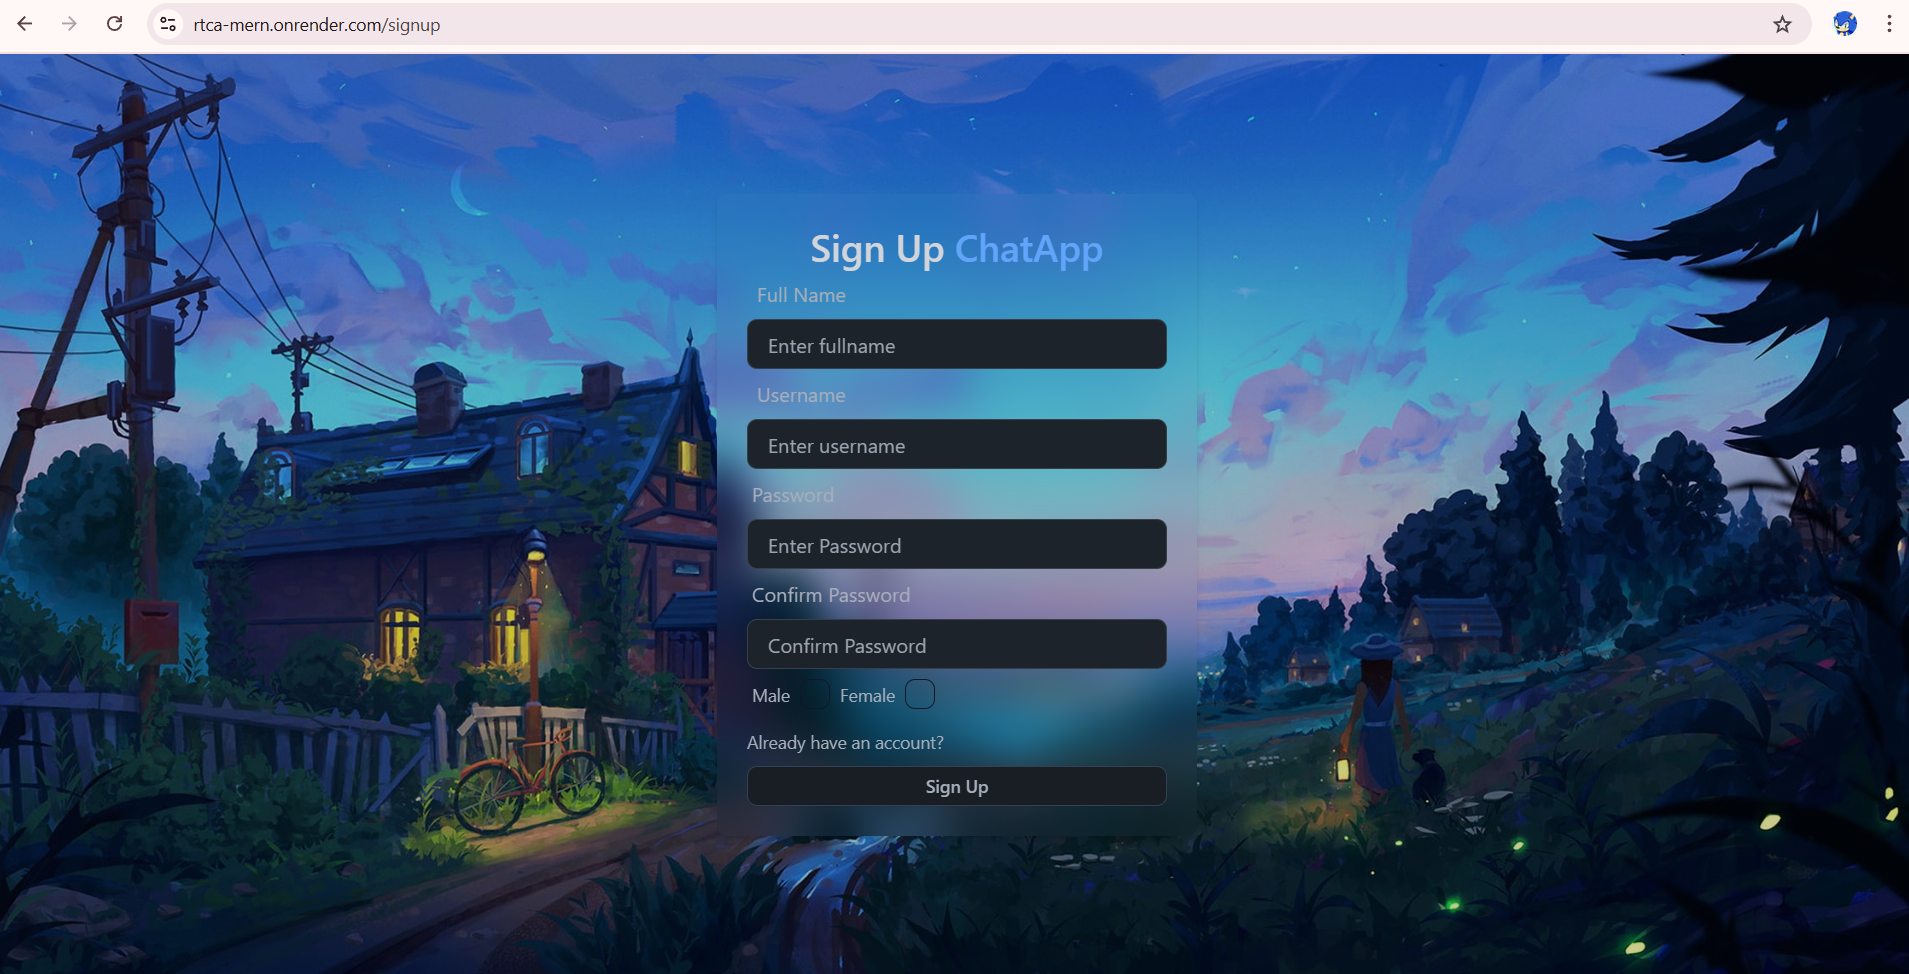 rtca-mern.onrender.com/signup
Sign Up ChatApp
Full Name
Enter fullname
Username
Enter username
Password
Enter Password
Confirm Password
Confirm Password
Male Female
Already have an account?
Sign Up